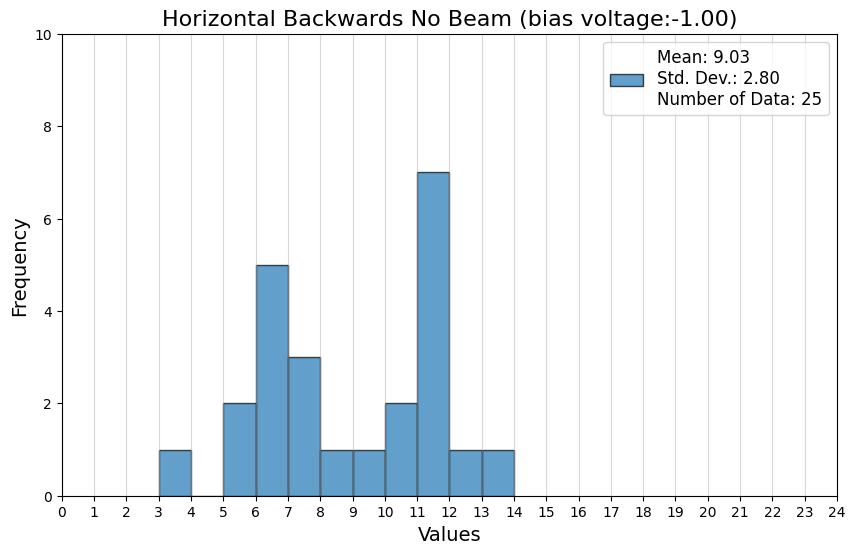 Horizontal Backwards No Beam (bias voltage:-1.00)
Mean: 9.03
Std. Dev.: 2.80
Number of Data: 25
Frequency
10
8
6
4
2
0
0 1 2 3 4 5 6 7 8 9 10 11 12 13 14 15 16 17 18 19 20 21 22 23 24
Values